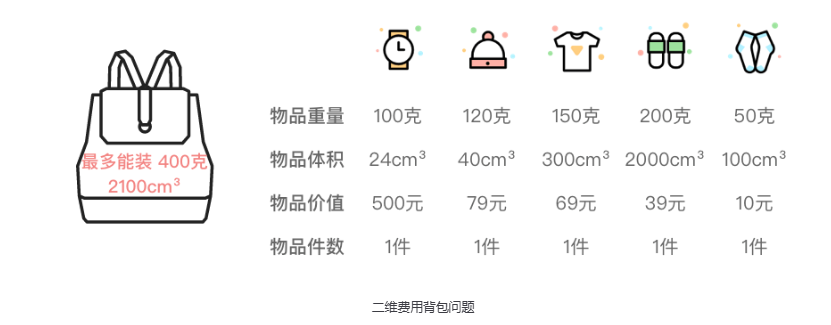 物品重量 100克 120克 150克 200克 50克
最多能装 400克
物品体积 24cm³ 40cm³ 300cm³ 2000cm³ 100cm³
2100cm³
物品价值 500元 79元 69元 39元 10元
物品件数 1件 1件 1件 1件 1件
二维费用背包问题